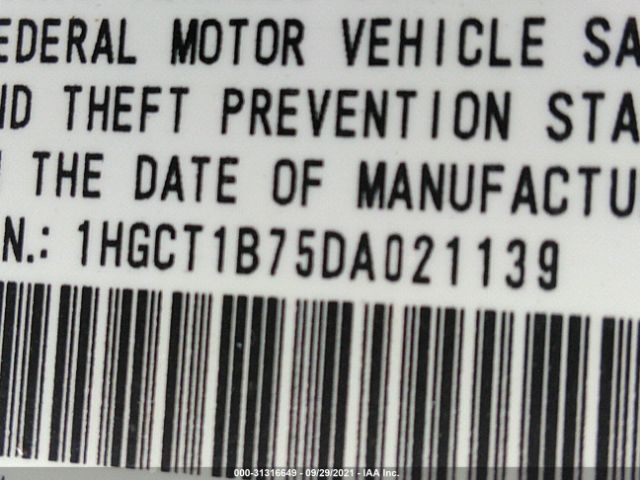 EDERAL MOTOR VEHICLE SA
ND THEFT PREVENTION STA
THE DATE OF MANUFACTU
N.: 1HGCT1B75DA021139
000-31316649 - 09/29/2021 - IAA Inc.